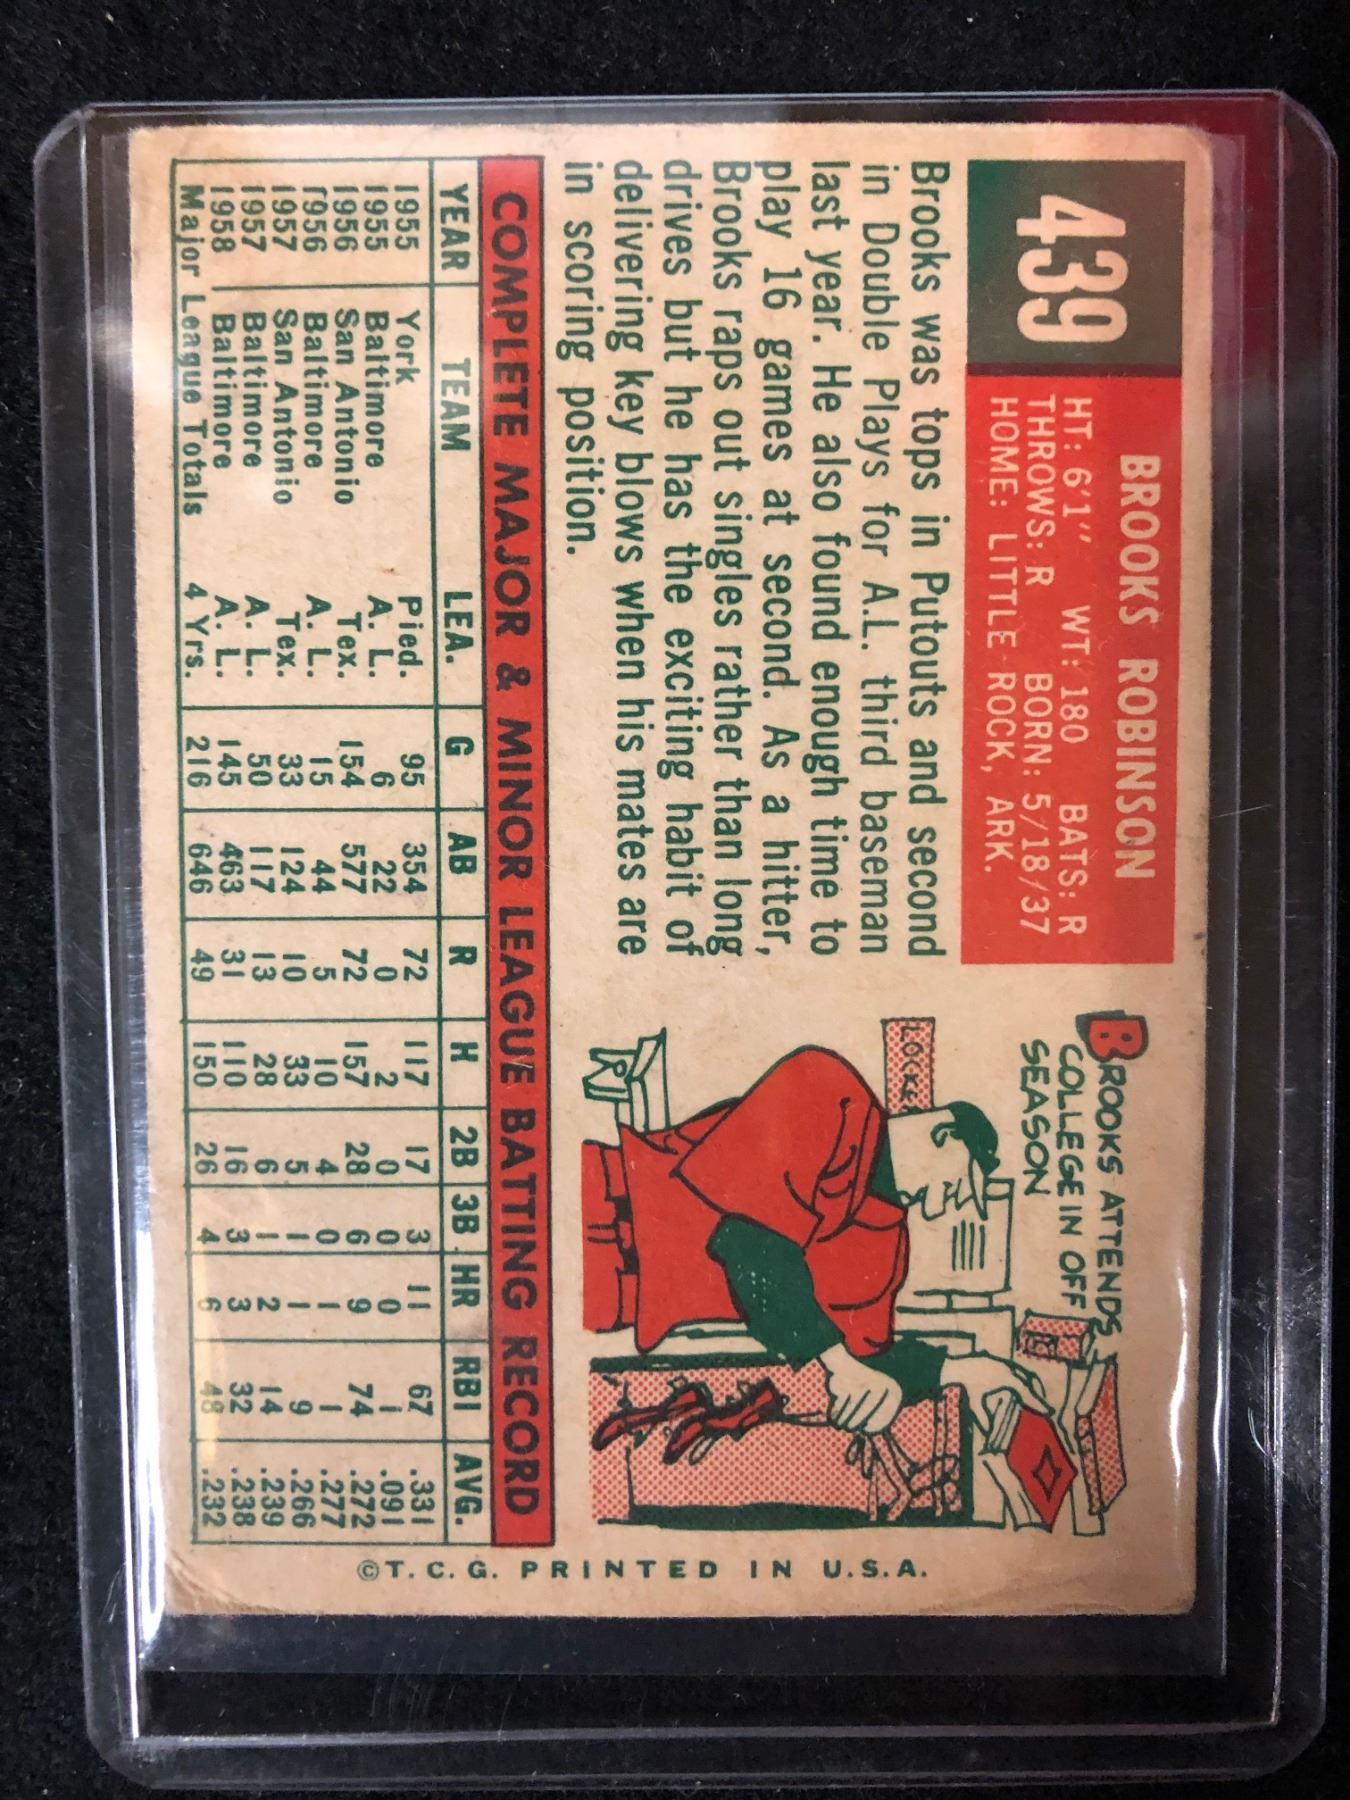 439
BROOKS ROBINSON
HT: 6'1" WT: 180 BATS: R
THROWS: R BORN: 5/18/37
HOME: LITTLE ROCK, ARK.
Brooks was tops in Putouts and second
in Double Plays for A.L. third baseman
last year. He also found enough time to
play 16 games at second. As a hitter,
Brooks raps out singles rather than long
drives but he has the exciting habit of
delivering key blows when his mates are
in scoring position.
BROOKS ATTENDS
COLLEGE IN OFF
SEASON
LOCKE
COMPLETE MAJOR & MINOR LEAGUE BATTING RECORD
YEAR TEAM LEA. G AB R H 2B 3B HR RBI AVG.
1955 York Pied. 95 354 72 117 17 3 11 67 .331
1955 Baltimore A. L. 6 22 0 2 0 0 0 1 .091
1956 San Antonio Tex. 154 577 72 157 28 6 9 74 .272
1956 Baltimore A. L. 15 44 5 10 4 0 1 1 .277
1957 San Antonio Tex. 33 124 10 33 5 1 1 9 .266
1957 Baltimore A. L. 50 117 13 28 6 1 2 14 .239
1958 Baltimore A. L. 145 463 31 110 16 3 3 32 .238
Major League Totals 4 Yrs. 216 646 49 150 26 4 6 48 .232
©T.C.G. PRINTED IN U.S.A.